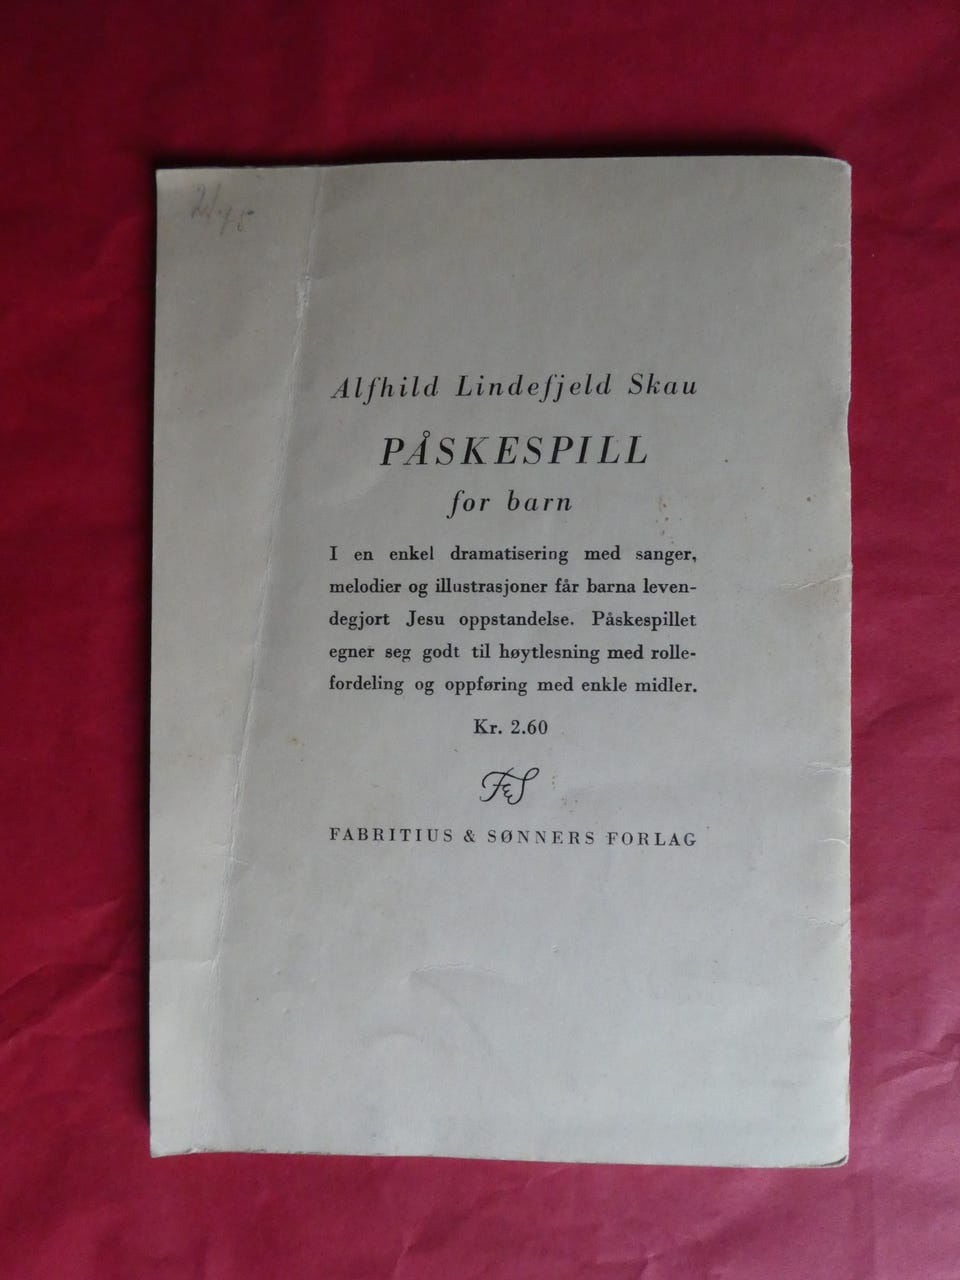 Alfhild Lindefjeld Skau
PÅSKESPILL
for barn
I en enkel dramatisering med sanger,
melodier og illustrasjoner får barna leven-
degjort Jesu oppstandelse. Påskespillet
egner seg godt til høytlesning med rolle-
fordeling og oppføring med enkle midler.
Kr. 2.60
F&S
FABRITIUS & SØNNERS FORLAG